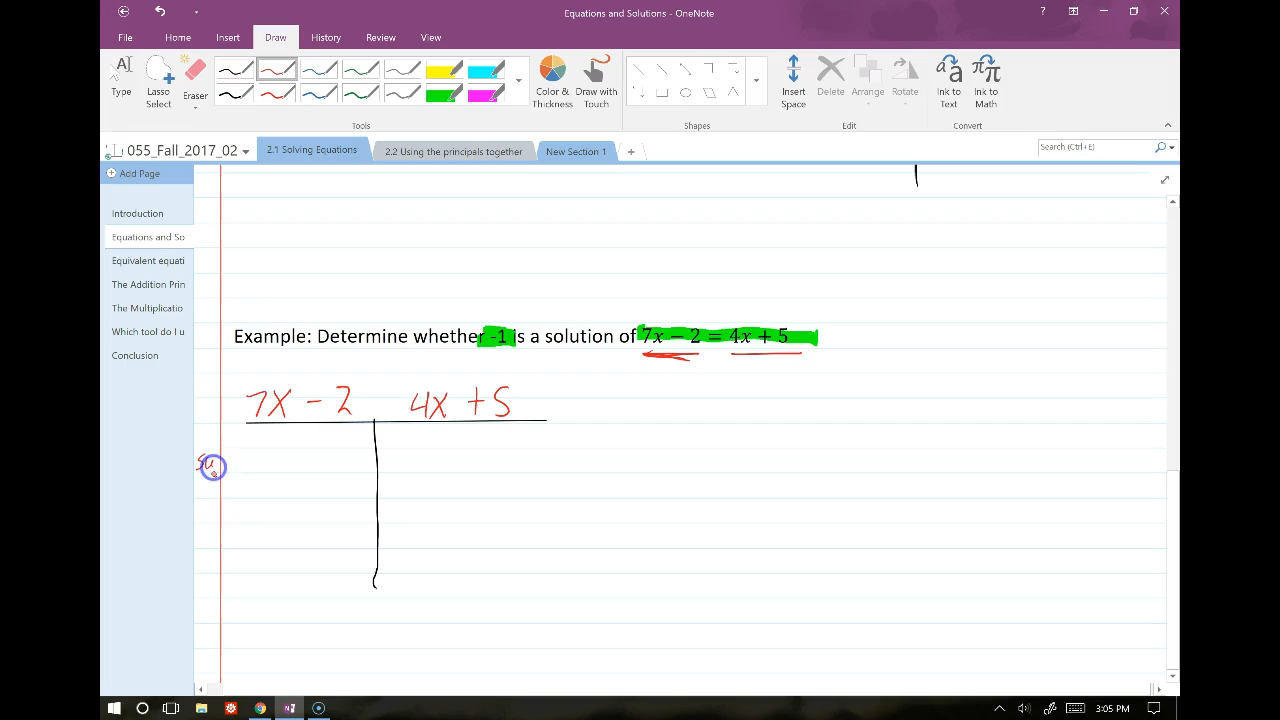 Equations and Solutions - OneNote
File Home Insert Draw History Review View
Type Lasso Select Eraser Color & Thickness Draw with Touch Insert Space Delete Arrange Rotate Ink to Text Ink to Math
Tools Shapes Edit Convert
055_Fall_2017_02 2.1 Solving Equations 2.2 Using the principals together New Section 1 Search (Ctrl+E)
Add Page
Introduction
Equations and So
Equivalent equati
The Addition Prin
The Multiplicatio
Which tool do I u
Conclusion
Example: Determine whether -1 is a solution of 7x − 2 = 4x + 5
7x - 2 4x + 5
su
3:05 PM